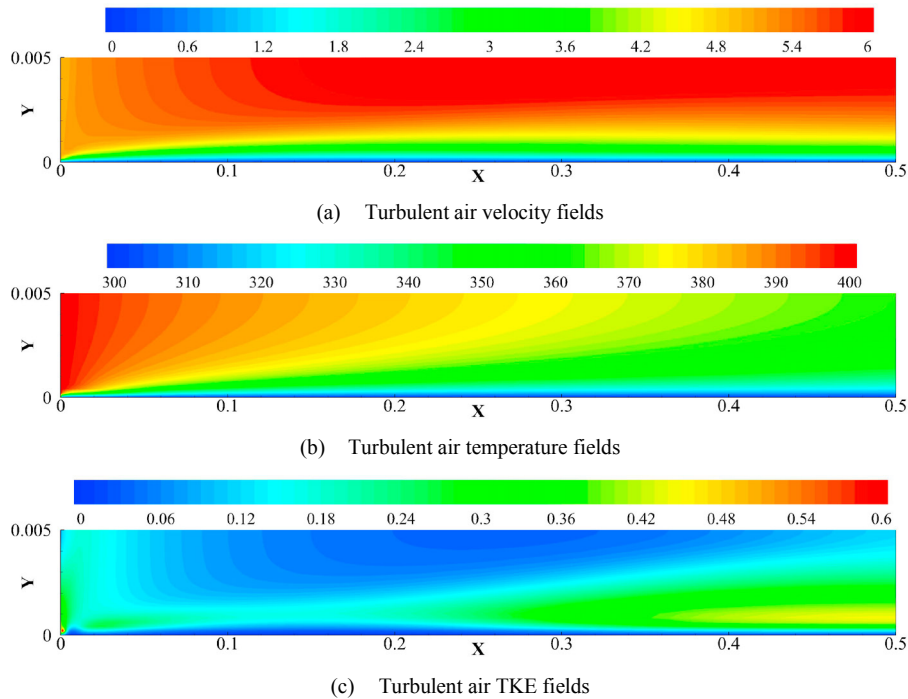 0 0.6 1.2 1.8 2.4 3 3.6 4.2 4.8 5.4 6
0.005
Y
0
0 0.1 0.2 0.3 0.4 0.5
X
(a) Turbulent air velocity fields
300 310 320 330 340 350 360 370 380 390 400
0.005
Y
0
0 0.1 0.2 0.3 0.4 0.5
X
(b) Turbulent air temperature fields
0 0.06 0.12 0.18 0.24 0.3 0.36 0.42 0.48 0.54 0.6
0.005
Y
0
0 0.1 0.2 0.3 0.4 0.5
X
(c) Turbulent air TKE fields